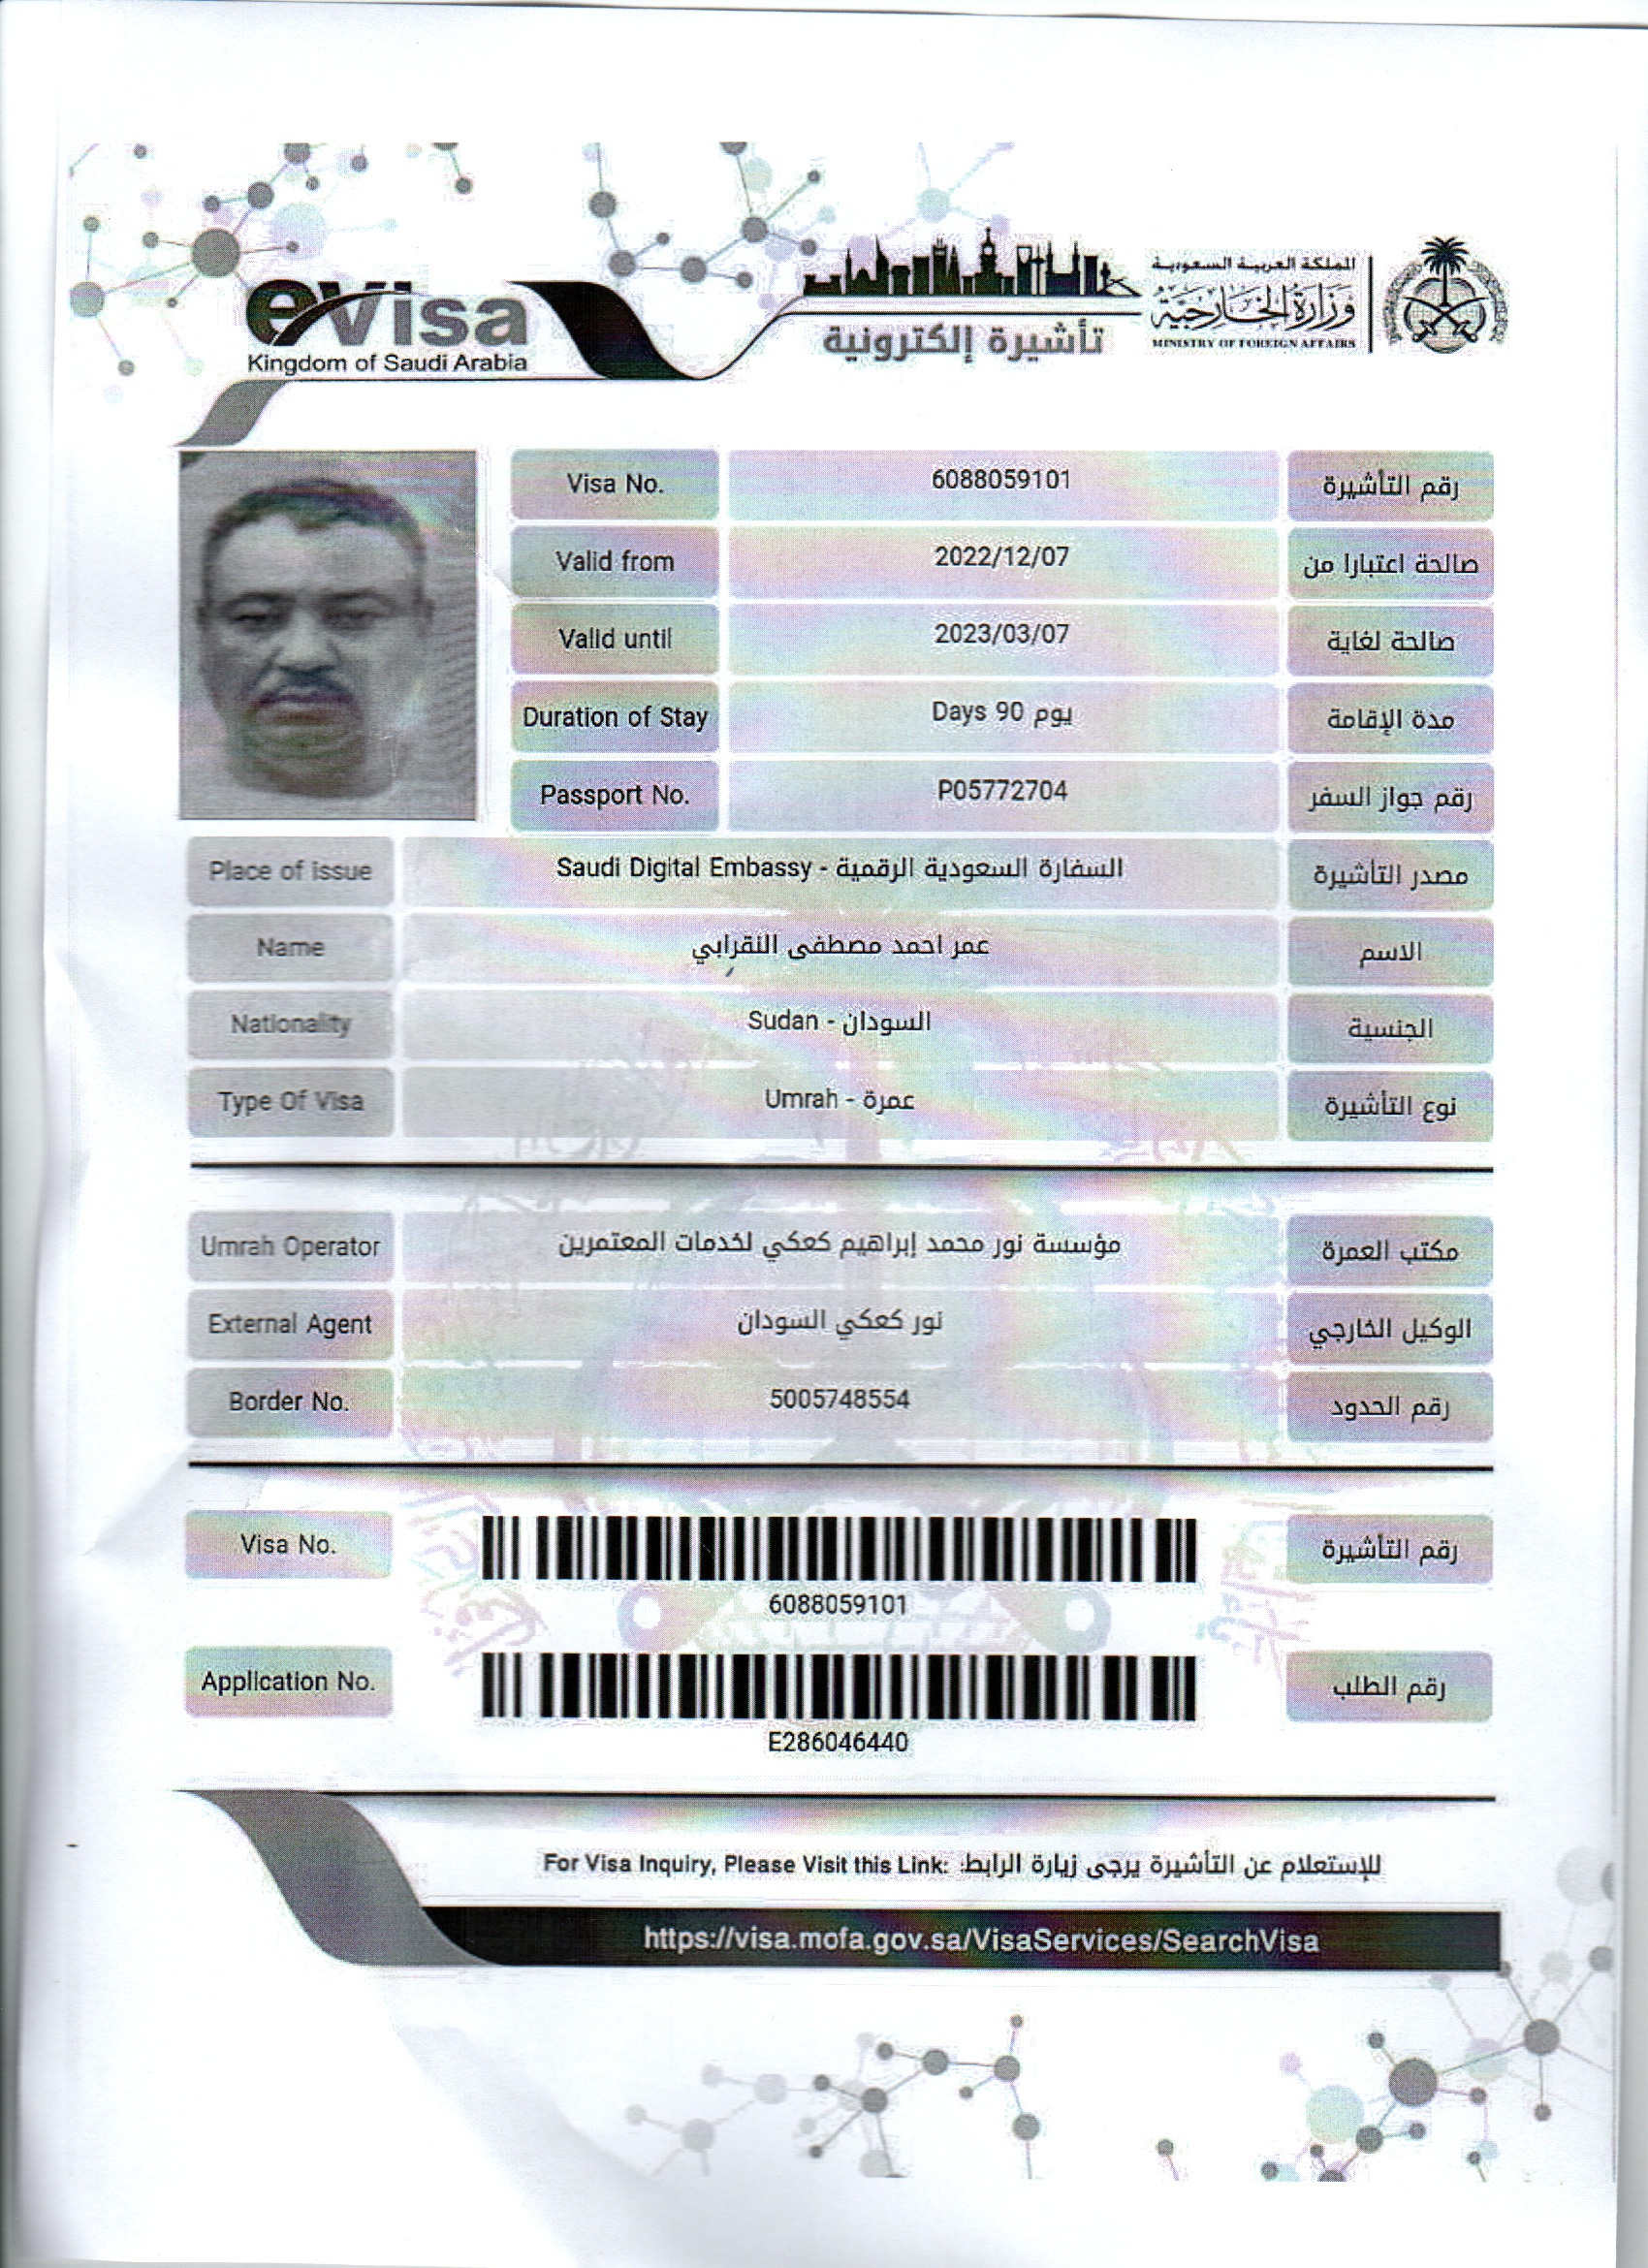 eVisa
Kingdom of Saudi Arabia
تأشيرة إلكترونية
المملكة العربية السعودية
وزارة الخارجية
MINISTRY OF FOREIGN AFFAIRS
Visa No. 6088059101 رقم التأشيرة
Valid from 2022/12/07 صالحة اعتبارا من
Valid until 2023/03/07 صالحة لغاية
Duration of Stay Days 90 يوم مدة الإقامة
Passport No. P05772704 رقم جواز السفر
Place of issue Saudi Digital Embassy - السفارة السعودية الرقمية مصدر التأشيرة
Name عمر احمد مصطفى النقرابي الاسم
Nationality Sudan - السودان الجنسية
Type Of Visa Umrah - عمرة نوع التأشيرة
Umrah Operator مؤسسة نور محمد إبراهيم كعكي لخدمات المعتمرين مكتب العمرة
External Agent نور كعكي السودان الوكيل الخارجي
Border No. 5005748554 رقم الحدود
Visa No. رقم التأشيرة
6088059101
Application No. رقم الطلب
E286046440
For Visa Inquiry, Please Visit this Link: للإستعلام عن التأشيرة يرجى زيارة الرابط:
https://visa.mofa.gov.sa/VisaServices/SearchVisa